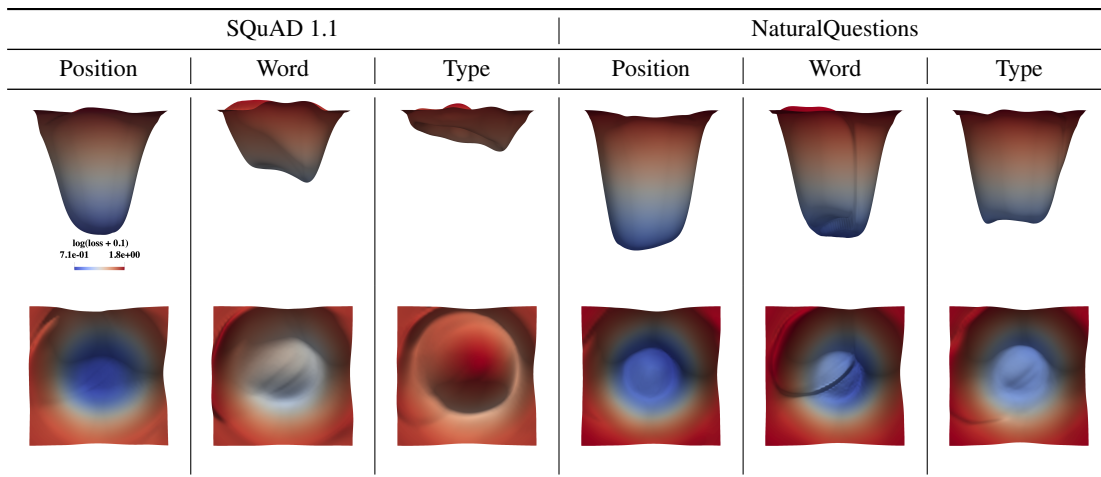 SQuAD 1.1 NaturalQuestions
Position Word Type Position Word Type
log(loss + 0.1)
7.1e-01 1.8e+00